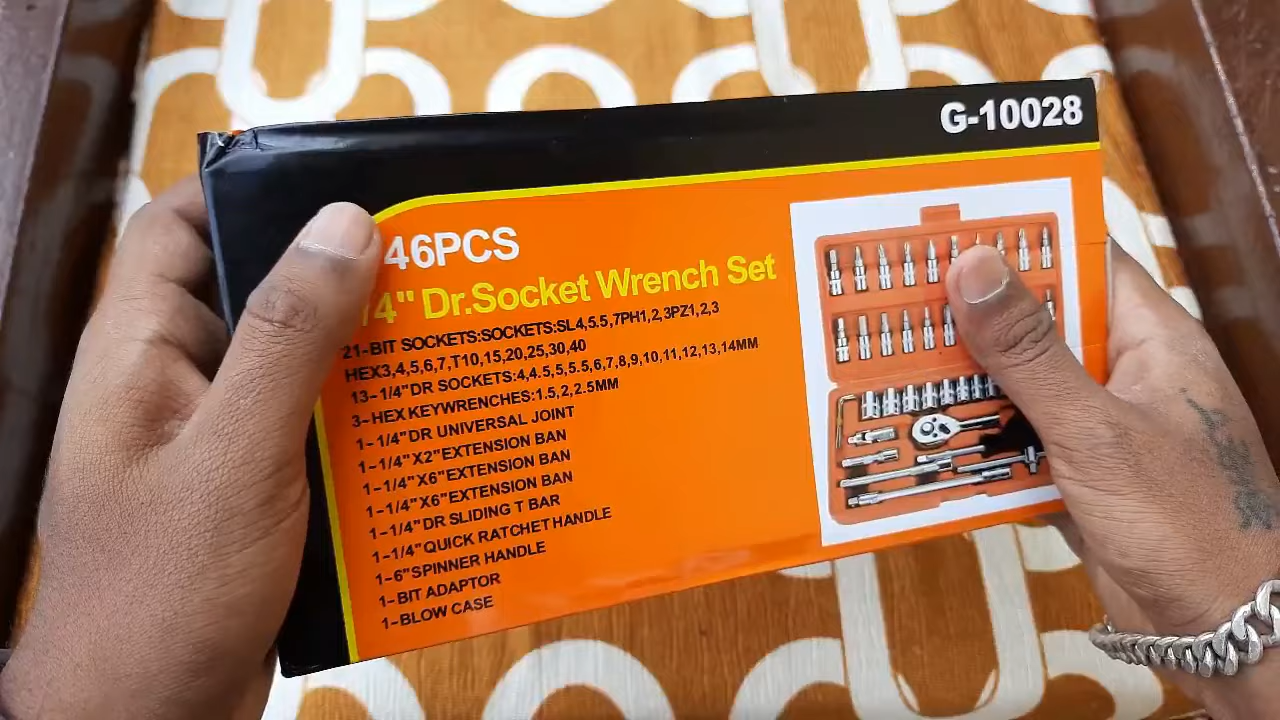 G-10028
46PCS
/4" Dr.Socket Wrench Set
21-BIT SOCKETS:SOCKETS:SL4,5.5,7PH1,2,3PZ1,2,3
HEX3,4,5,6,7,T10,15,20,25,30,40
13-1/4"DR SOCKETS:4,4.5,5,5.5,6,7,8,9,10,11,12,13,14MM
3-HEX KEYWRENCHES:1.5,2,2.5MM
1-1/4"DR UNIVERSAL JOINT
1-1/4"X2"EXTENSION BAN
1-1/4"X6"EXTENSION BAN
1-1/4"X6"EXTENSION BAN
1-1/4"DR SLIDING T BAR
1-1/4"QUICK RATCHET HANDLE
1-6"SPINNER HANDLE
1-BIT ADAPTOR
1-BLOW CASE